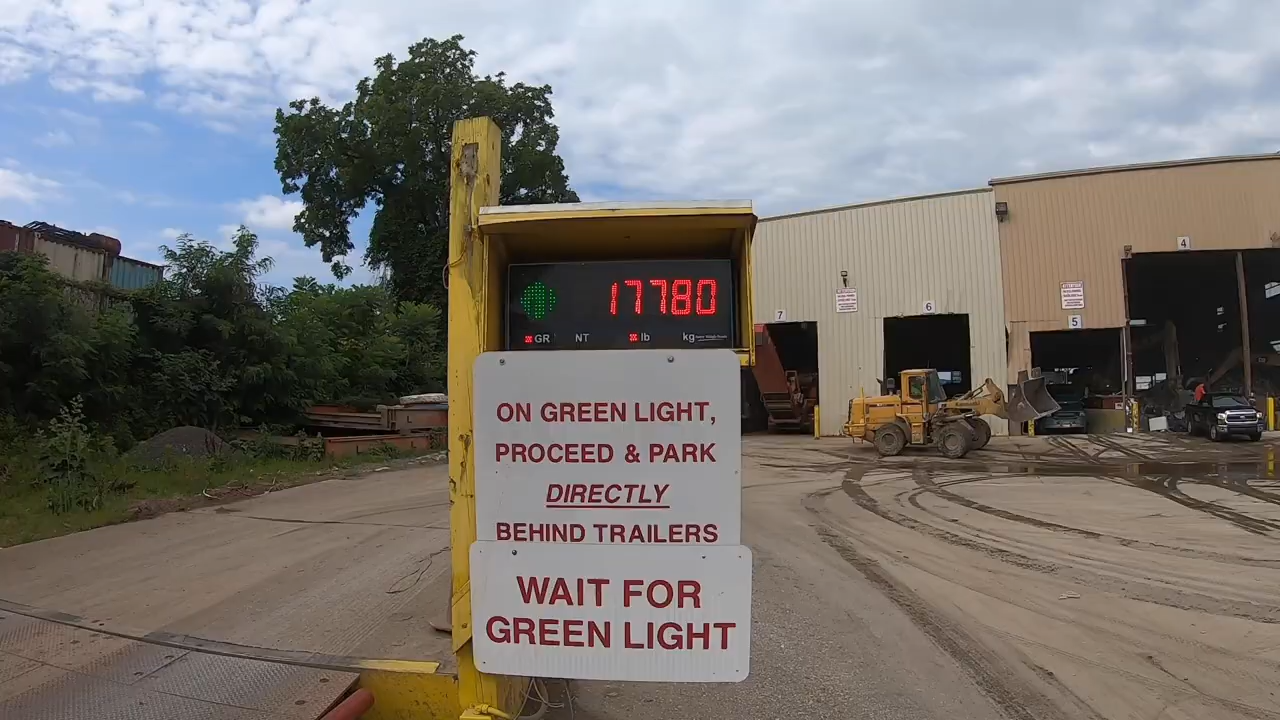 17780
GR NT lb kg
ON GREEN LIGHT,
PROCEED & PARK
DIRECTLY
BEHIND TRAILERS
WAIT FOR
GREEN LIGHT
7
6
5
4